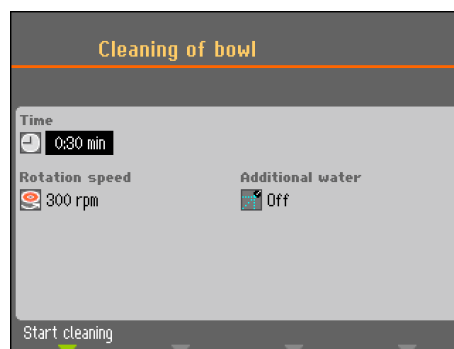 Cleaning of bowl
Time
0:30 min
Rotation speed
Additional water
300 rpm
Off
Start cleaning